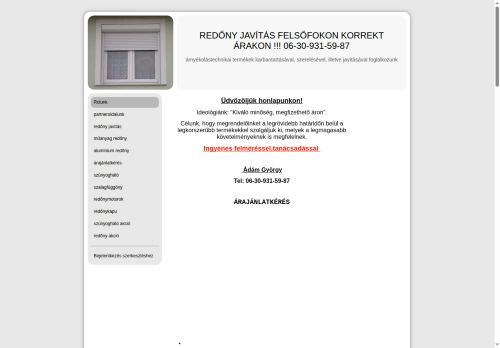 REDŐNY JAVÍTÁS FELSŐFOKON KORREKT
ÁRAKON !!! 06-30-931-59-87
árnyékolástechnikai termékek karbantartásával, szerelésével, illetve javításával foglalkozunk
Rólunk
partneroldalunk
redőny javítás
műanyag redőny
alumínium redőny
árajánlatkérés
szúnyogháló
szalagfüggöny
redőnymotorok
redőnykapu
szúnyogháló akció
redőny akció
Bejelentkezés szerkesztéshez
Üdvözöljük honlapunkon!
Ideológiánk: "Kiváló minőség, megfizethető áron".
Célunk, hogy megrendelőinket a legrövidebb határidőn belül a
legkorszerűbb termékekkel szolgáljuk ki, melyek a legmagasabb
követelményeknek is megfelelnek.
Ingyenes felméréssel,tanácsadással
Ádám György
Tel: 06-30-931-59-87
ÁRAJÁNLATKÉRÉS